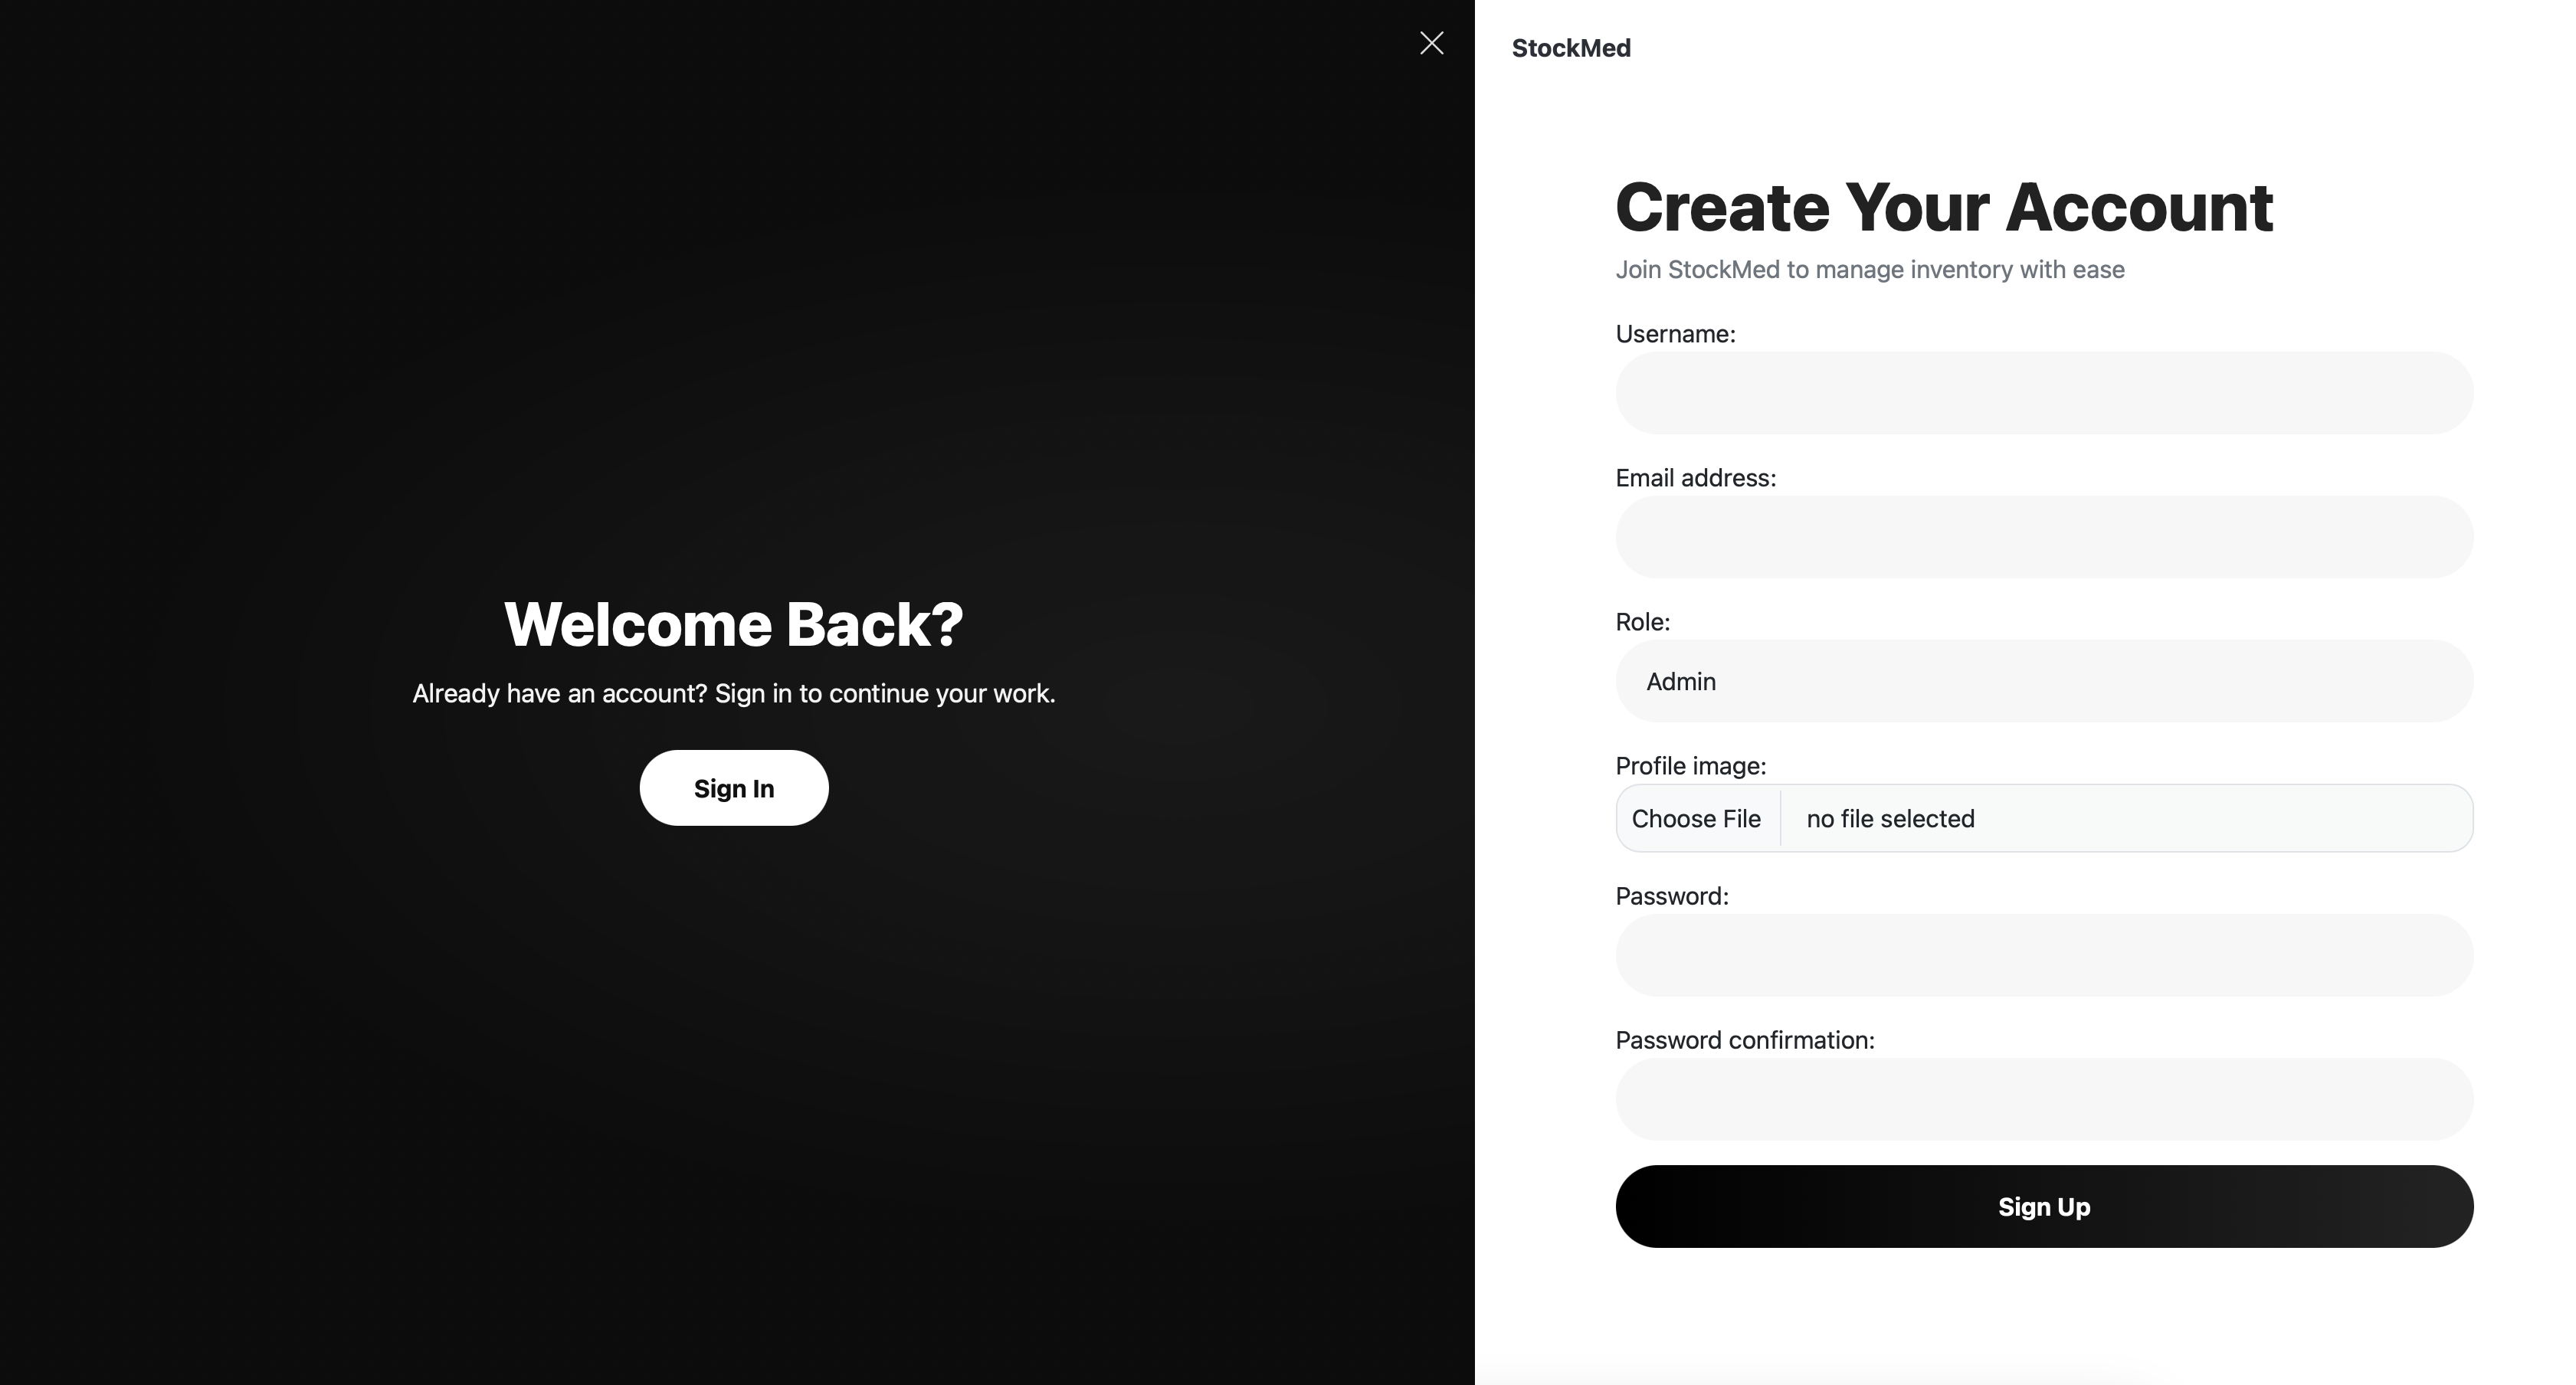 Welcome Back?
Already have an account? Sign in to continue your work.
Sign In
StockMed
Create Your Account
Join StockMed to manage inventory with ease
Username:
Email address:
Role:
Admin
Profile image:
Choose File no file selected
Password:
Password confirmation:
Sign Up